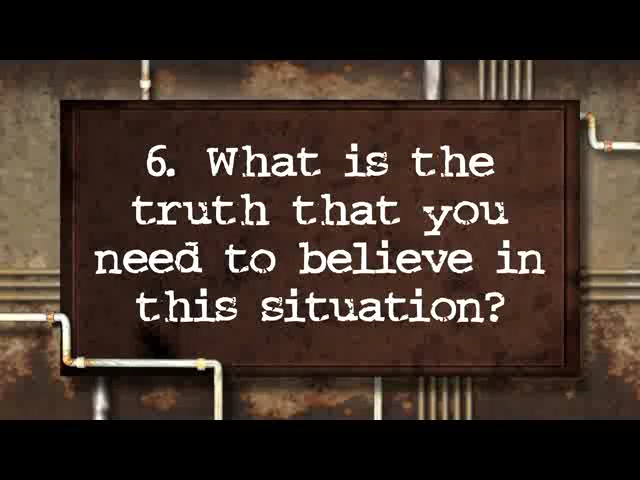 6. What is the
truth that you
need to believe in
this situation?